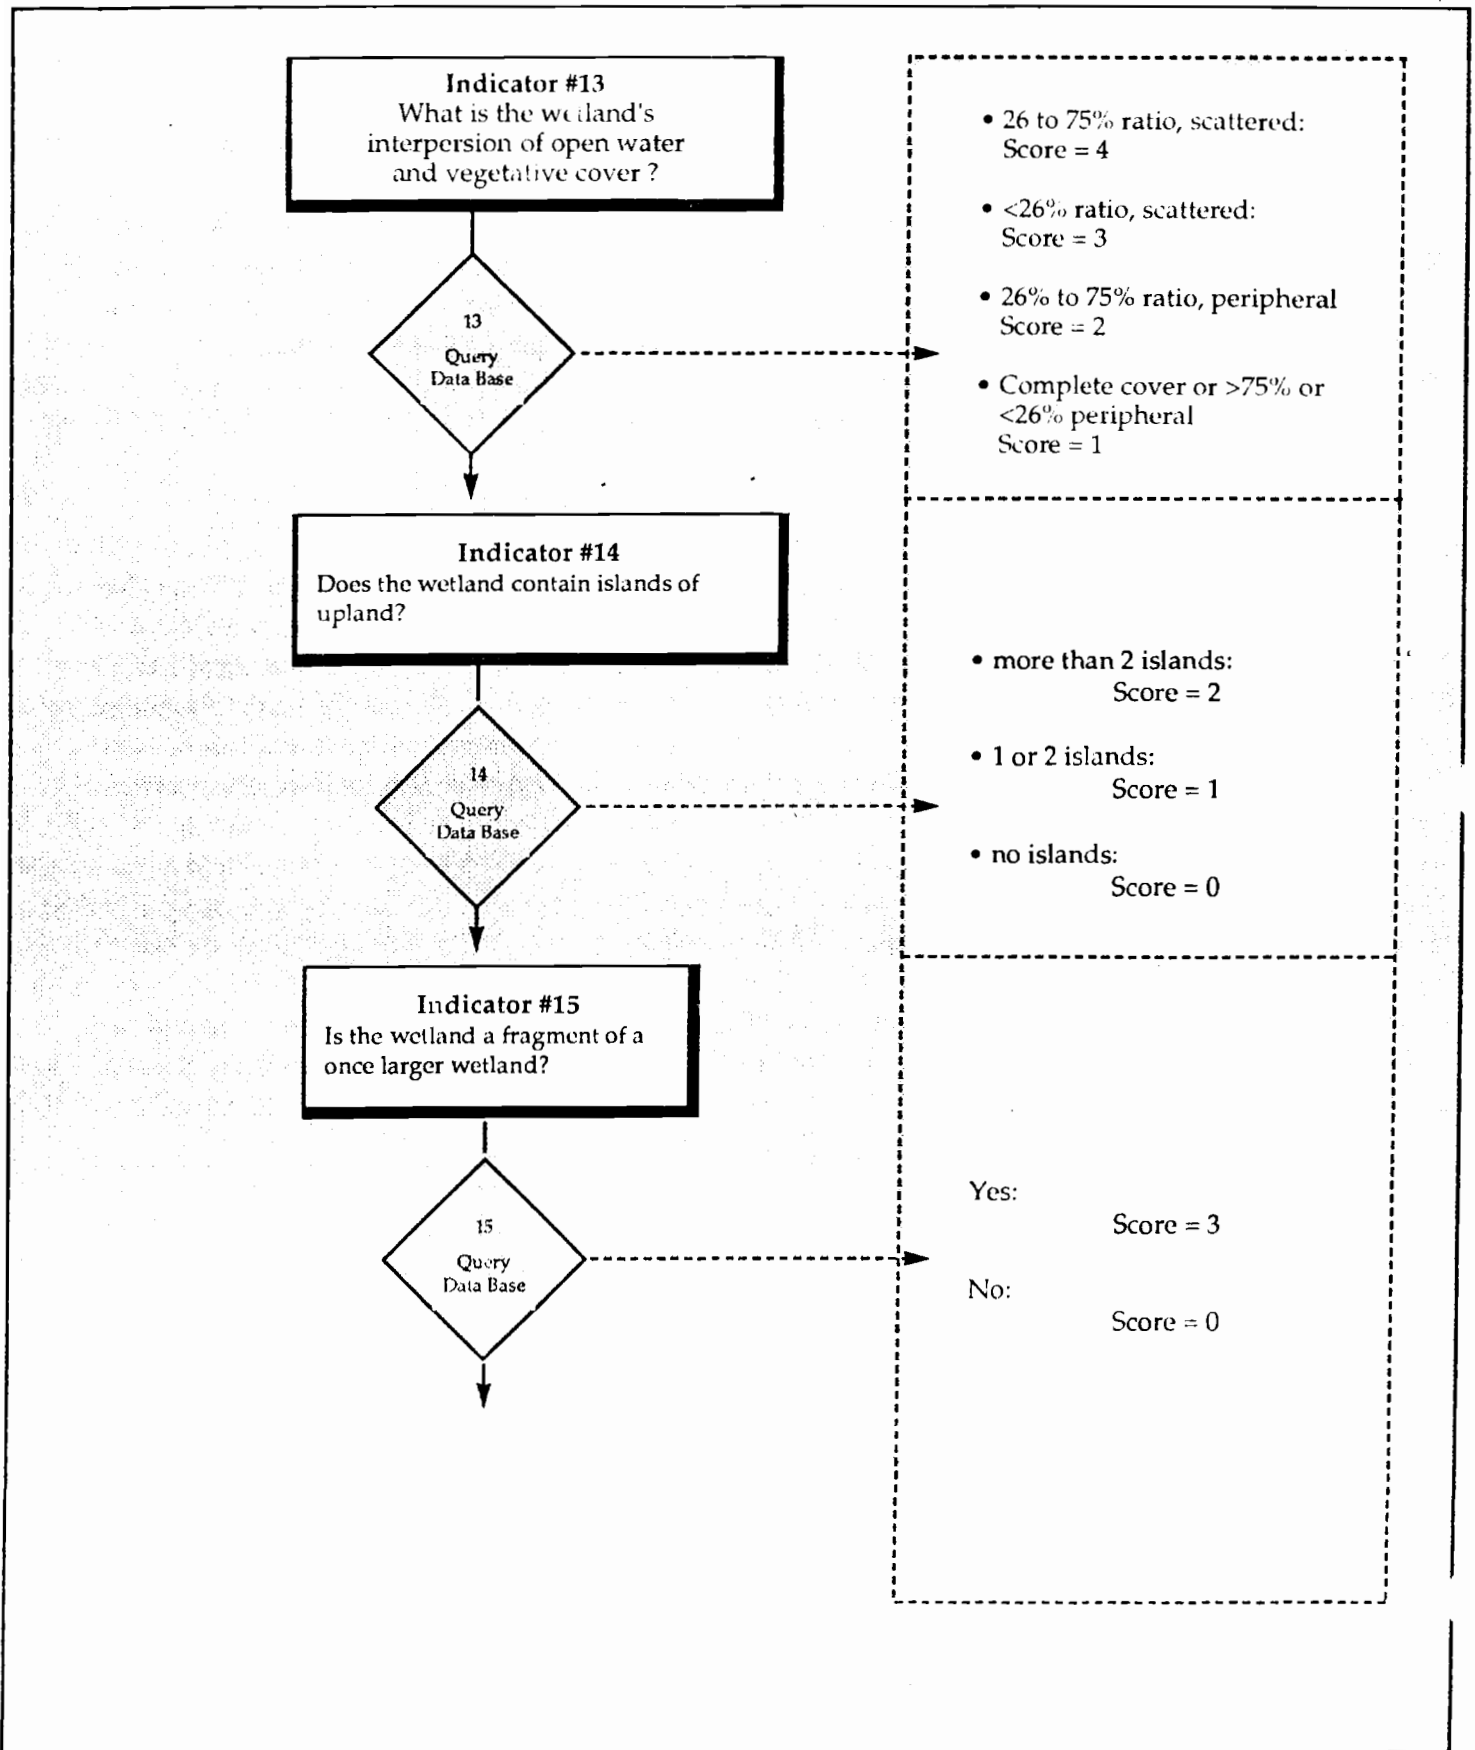 Indicator #13
What is the wetland's
interpersion of open water
and vegetative cover ?
13
Query
Data Base
• 26 to 75% ratio, scattered:
Score = 4
• <26% ratio, scattered:
Score = 3
• 26% to 75% ratio, peripheral
Score = 2
• Complete cover or >75% or
<26% peripheral
Score = 1
Indicator #14
Does the wetland contain islands of
upland?
14
Query
Data Base
• more than 2 islands:
Score = 2
• 1 or 2 islands:
Score = 1
• no islands:
Score = 0
Indicator #15
Is the wetland a fragment of a
once larger wetland?
15
Query
Data Base
Yes:
Score = 3
No:
Score = 0